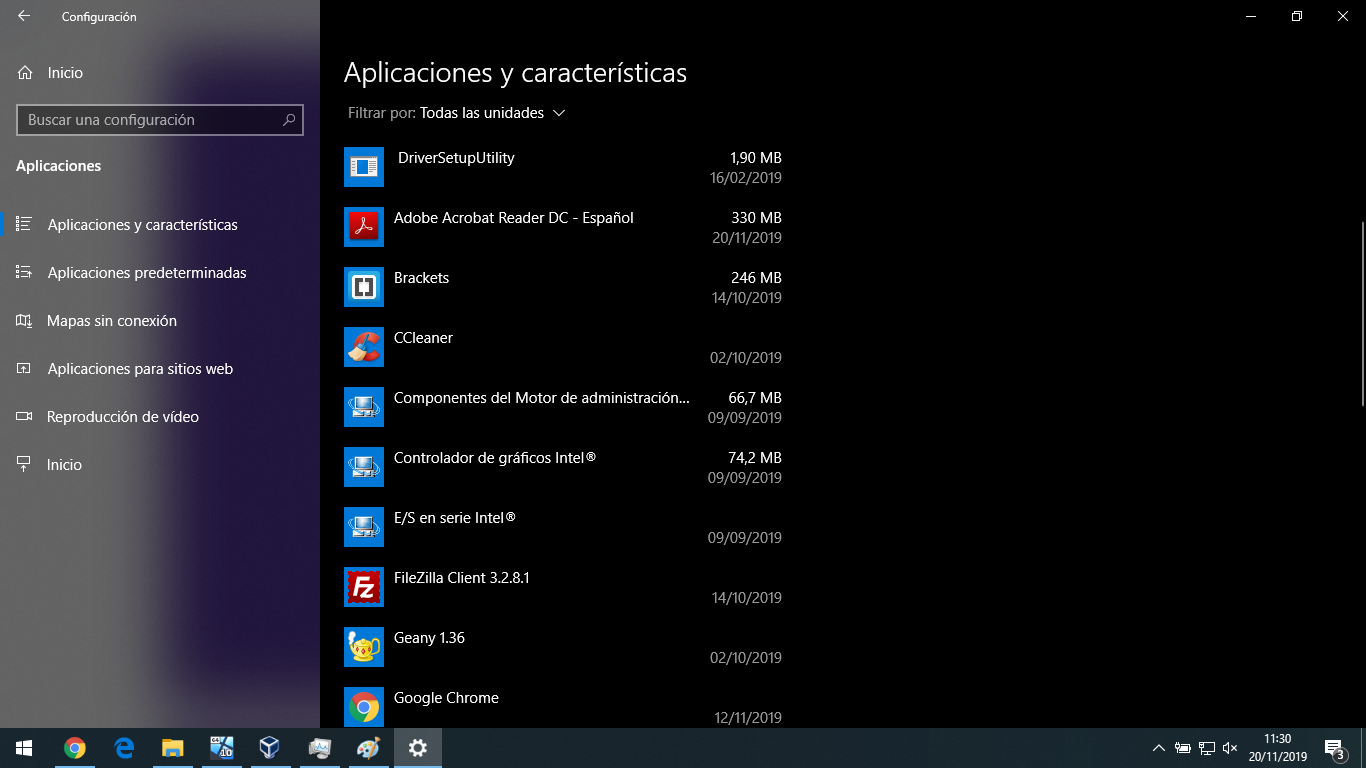 Configuración
Inicio
Buscar una configuración
Aplicaciones
Aplicaciones y características
Aplicaciones predeterminadas
Mapas sin conexión
Aplicaciones para sitios web
Reproducción de vídeo
Inicio
Aplicaciones y características
Filtrar por: Todas las unidades
DriverSetupUtility 1,90 MB
16/02/2019
Adobe Acrobat Reader DC - Español 330 MB
20/11/2019
Brackets 246 MB
14/10/2019
CCleaner
02/10/2019
Componentes del Motor de administración... 66,7 MB
09/09/2019
Controlador de gráficos Intel® 74,2 MB
09/09/2019
E/S en serie Intel®
09/09/2019
FileZilla Client 3.2.8.1
14/10/2019
Geany 1.36
02/10/2019
Google Chrome
12/11/2019
64 10
11:30
20/11/2019
3